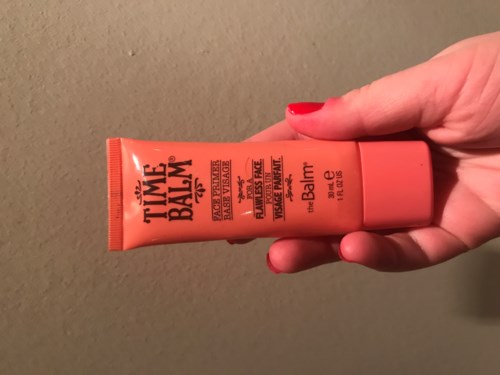 TIME
BALM®
FACE PRIMER
BASE VISAGE
FOR A
FLAWLESS FACE
POUR UN
VISAGE PARFAIT.
theBalm®
30 mL e
1 FL OZ US